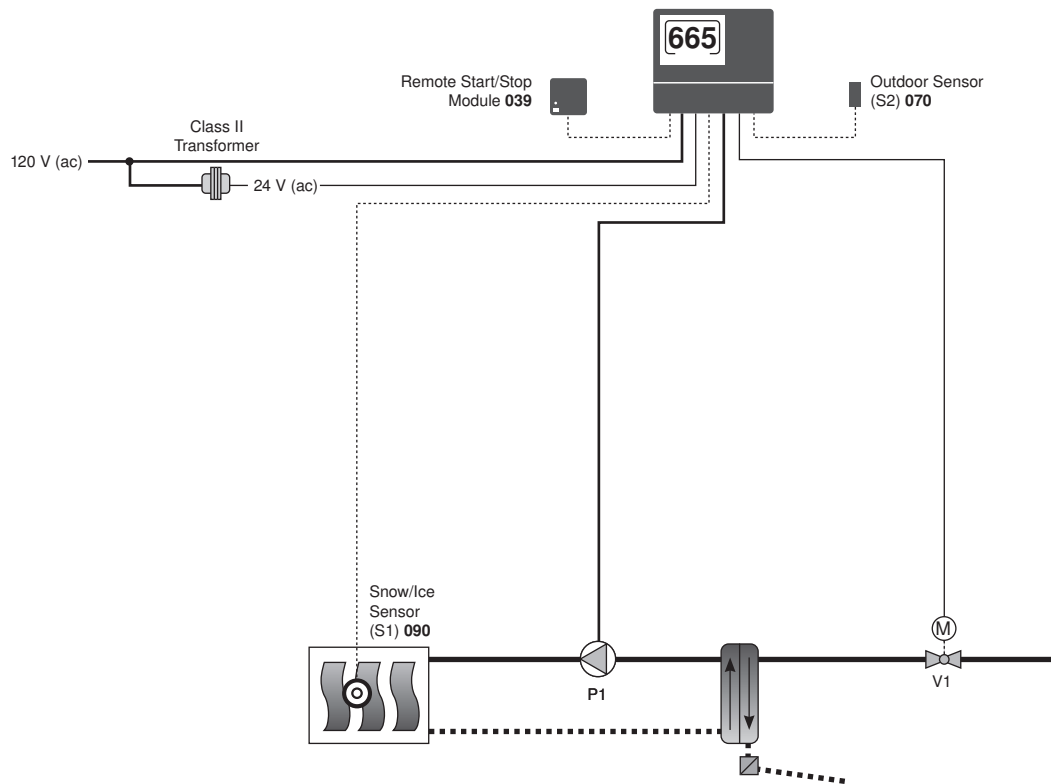 665
Remote Start/Stop
Module 039
Outdoor Sensor
(S2) 070
Class II
Transformer
120 V (ac)
24 V (ac)
Snow/Ice
Sensor
(S1) 090
M
P1
V1